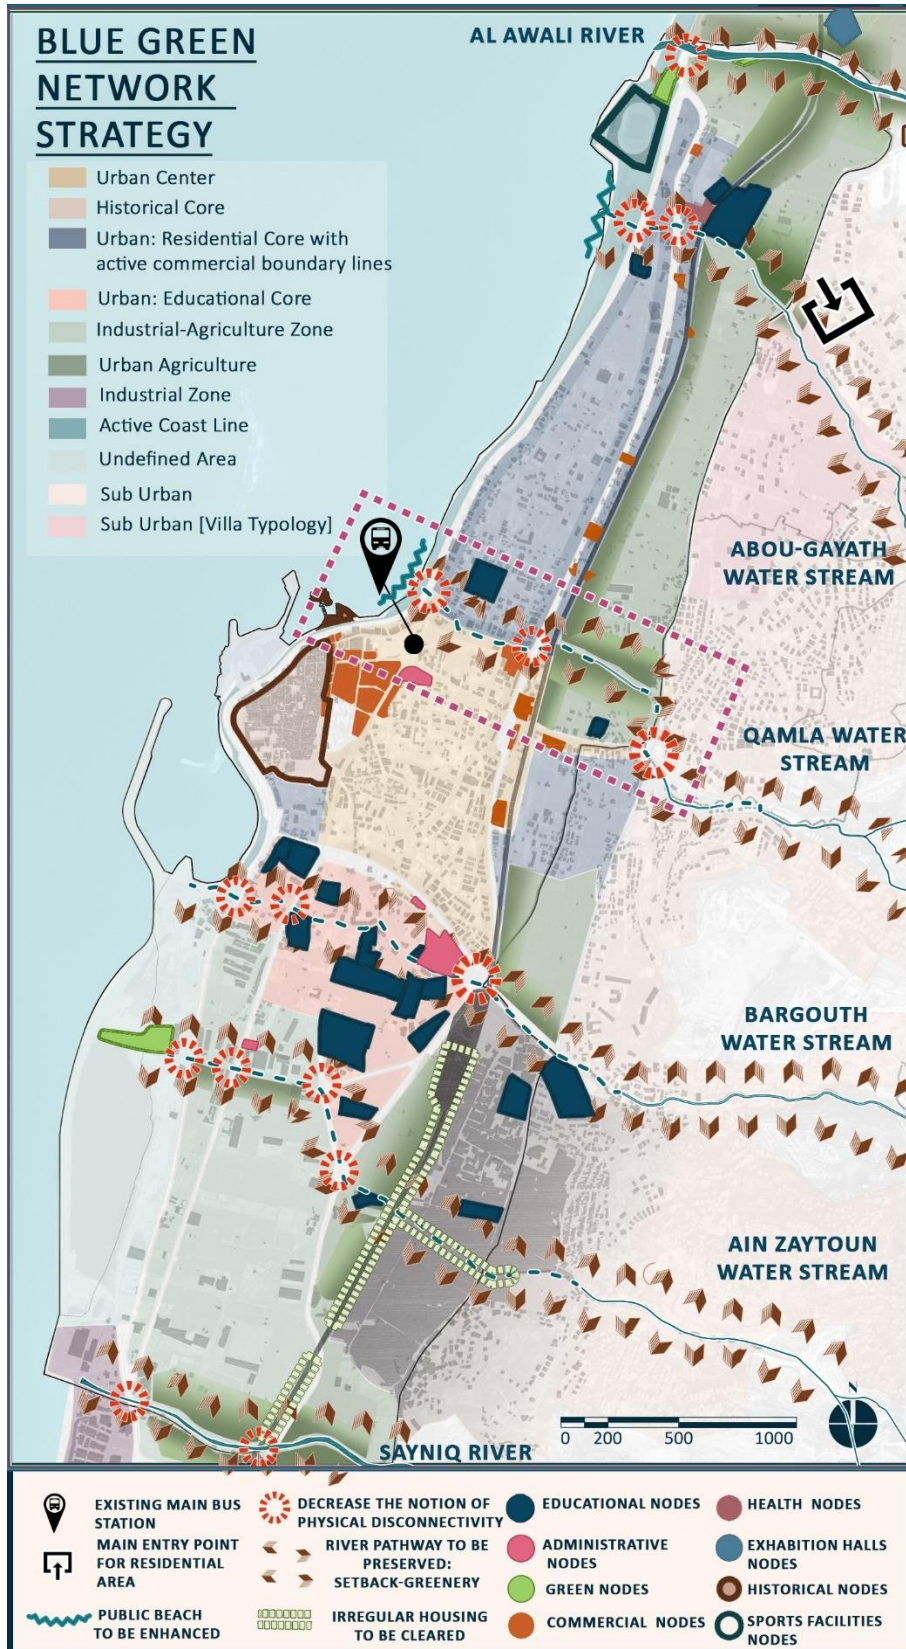 BLUE GREEN
NETWORK
STRATEGY
Urban Center
Historical Core
Urban: Residential Core with
active commercial boundary lines
Urban: Educational Core
Industrial-Agriculture Zone
Urban Agriculture
Industrial Zone
Active Coast Line
Undefined Area
Sub Urban
Sub Urban [Villa Typology]
AL AWALI RIVER
ABOU-GAYATH
WATER STREAM
QAMLA WATER
STREAM
BARGOUTH
WATER STREAM
AIN ZAYTOUN
WATER STREAM
SAYNIQ RIVER
N
0 200 500 1000
EXISTING MAIN BUS
STATION
MAIN ENTRY POINT
FOR RESIDENTIAL
AREA
PUBLIC BEACH
TO BE ENHANCED
DECREASE THE NOTION OF
PHYSICAL DISCONNECTIVITY
RIVER PATHWAY TO BE
PRESERVED:
SETBACK-GREENERY
IRREGULAR HOUSING
TO BE CLEARED
EDUCATIONAL NODES
ADMINISTRATIVE
NODES
GREEN NODES
COMMERCIAL NODES
HEALTH NODES
EXHABITION HALLS
NODES
HISTORICAL NODES
SPORTS FACILITIES
NODES